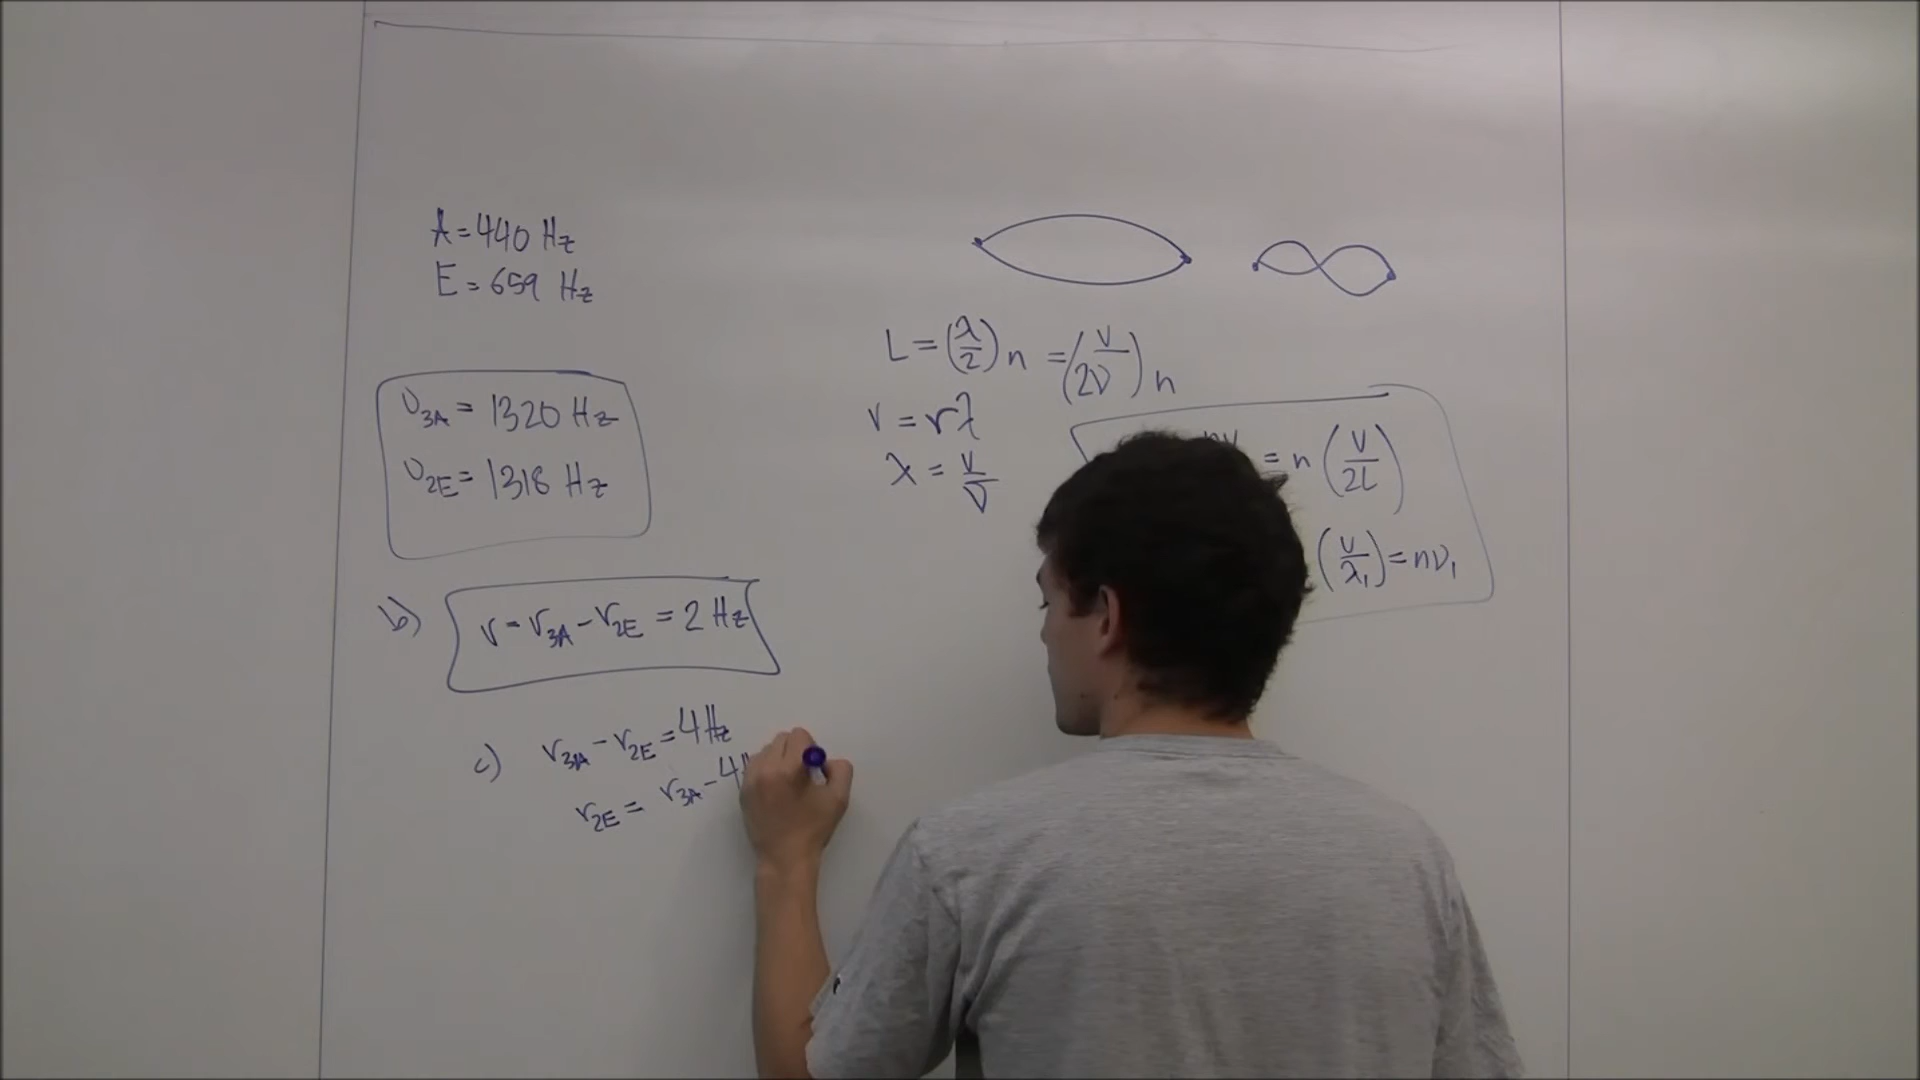 A = 440 Hz
E = 659 Hz
ν3A = 1320 Hz
ν2E = 1318 Hz
b) ν = ν3A - ν2E = 2 Hz
c) ν3A - ν2E = 4 Hz
ν2E = ν3A - 4
L = (λ/2) n = (v/2ν) n
v = νλ
λ = v/ν
= n (v/2L)
(v/λ1) = nν1